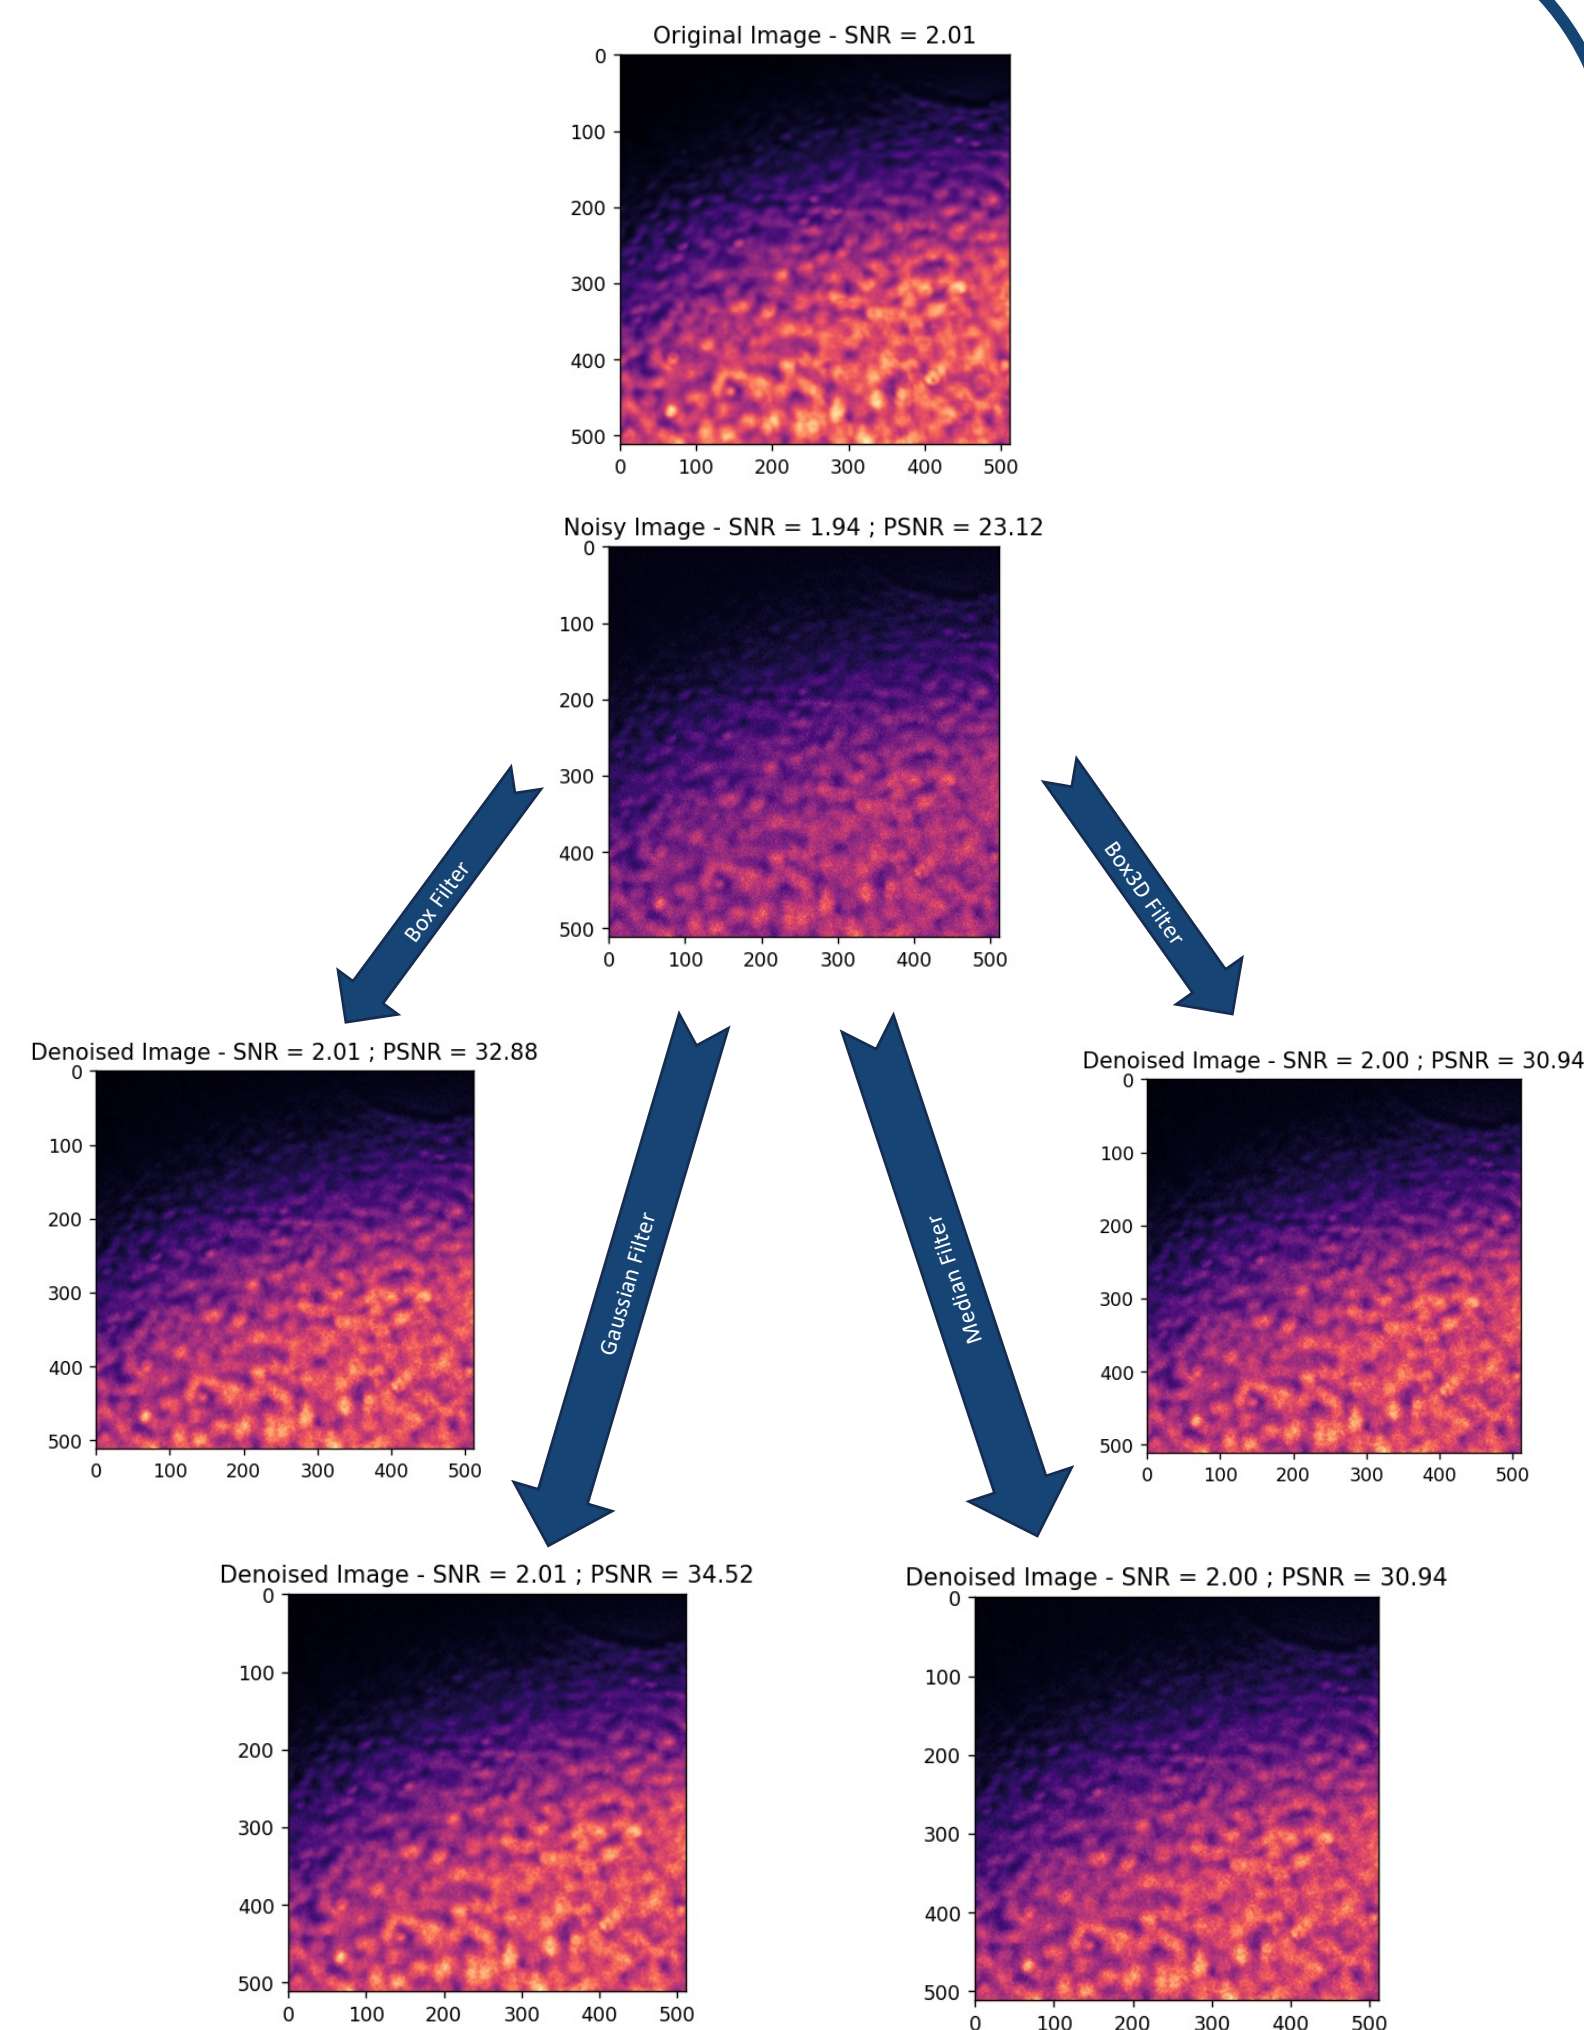 Original Image - SNR = 2.01
0
100
200
300
400
500
0 100 200 300 400 500
Noisy Image - SNR = 1.94 ; PSNR = 23.12
0
100
200
300
400
500
0 100 200 300 400 500
Box Filter
Box3D Filter
Gaussian Filter
Median Filter
Denoised Image - SNR = 2.01 ; PSNR = 32.88
0
100
200
300
400
500
0 100 200 300 400 500
Denoised Image - SNR = 2.00 ; PSNR = 30.94
0
100
200
300
400
500
0 100 200 300 400 500
Denoised Image - SNR = 2.01 ; PSNR = 34.52
0
100
200
300
400
500
0 100 200 300 400 500
Denoised Image - SNR = 2.00 ; PSNR = 30.94
0
100
200
300
400
500
0 100 200 300 400 500